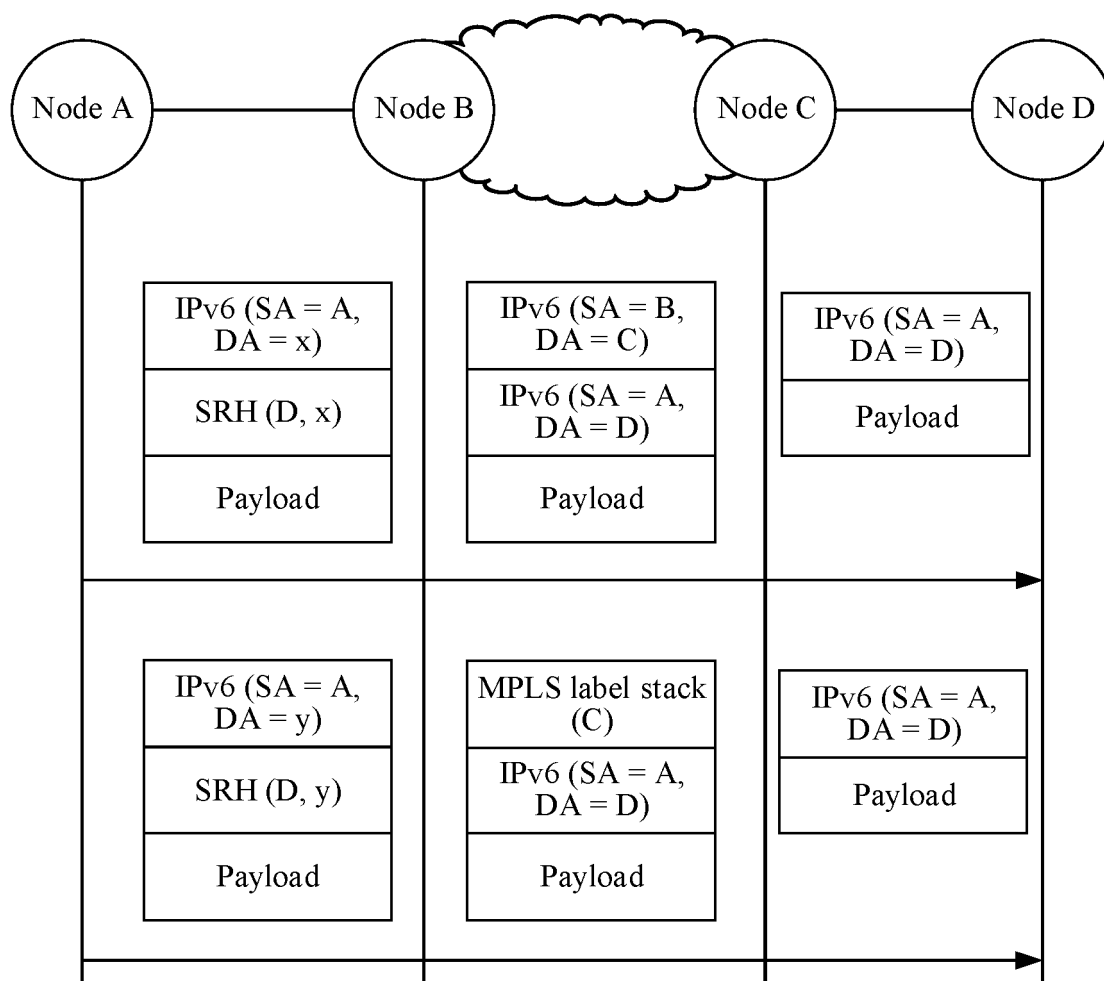 Node A
Node B
Node C
Node D
IPv6 (SA = A,
DA = x)
SRH (D, x)
Payload
IPv6 (SA = B,
DA = C)
IPv6 (SA = A,
DA = D)
Payload
IPv6 (SA = A,
DA = D)
Payload
IPv6 (SA = A,
DA = y)
SRH (D, y)
Payload
MPLS label stack
(C)
IPv6 (SA = A,
DA = D)
Payload
IPv6 (SA = A,
DA = D)
Payload